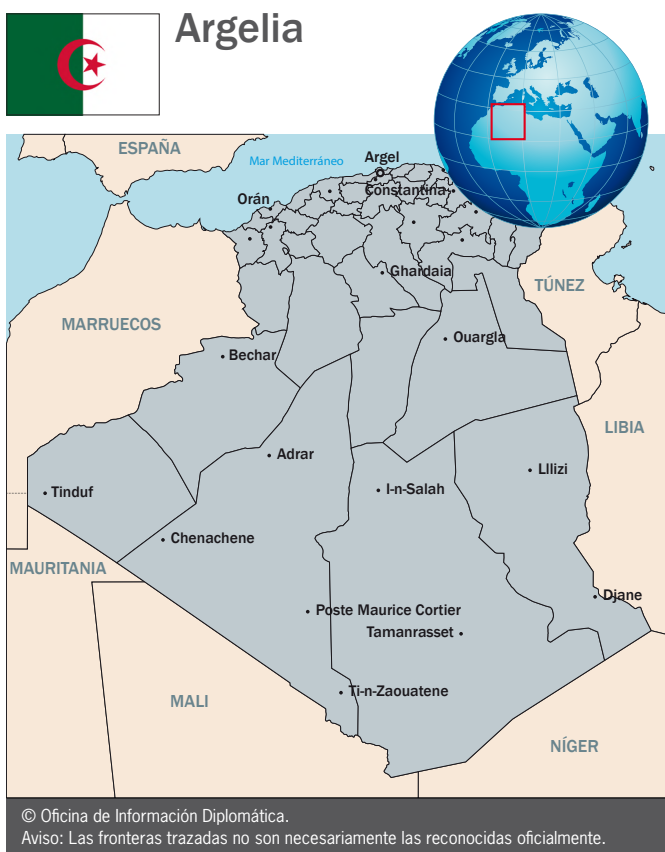 Argelia
ESPAÑA
Mar Mediterráneo
Argel
Constantina
Orán
Ghardaia
TÚNEZ
MARRUECOS
Ouargla
Bechar
LIBIA
Adrar
Lllizi
Tinduf
I-n-Salah
Chenachene
MAURITANIA
Djane
Poste Maurice Cortier
Tamanrasset
Ti-n-Zaouatene
MALI
NÍGER
© Oficina de Información Diplomática.
Aviso: Las fronteras trazadas no son necesariamente las reconocidas oficialmente.